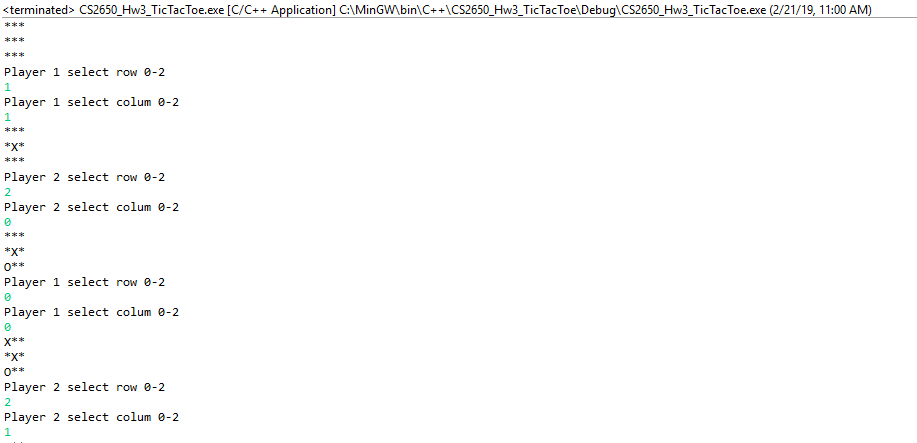 <terminated> CS2650_Hw3_TicTacToe.exe [C/C++ Application] C:\MinGW\bin\C++\CS2650_Hw3_TicTacToe\Debug\CS2650_Hw3_TicTacToe.exe (2/21/19, 11:00 AM)
***
***
***
Player 1 select row 0-2
1
Player 1 select colum 0-2
1
***
*X*
***
Player 2 select row 0-2
2
Player 2 select colum 0-2
0
***
*X*
O**
Player 1 select row 0-2
0
Player 1 select colum 0-2
0
X**
*X*
O**
Player 2 select row 0-2
2
Player 2 select colum 0-2
1